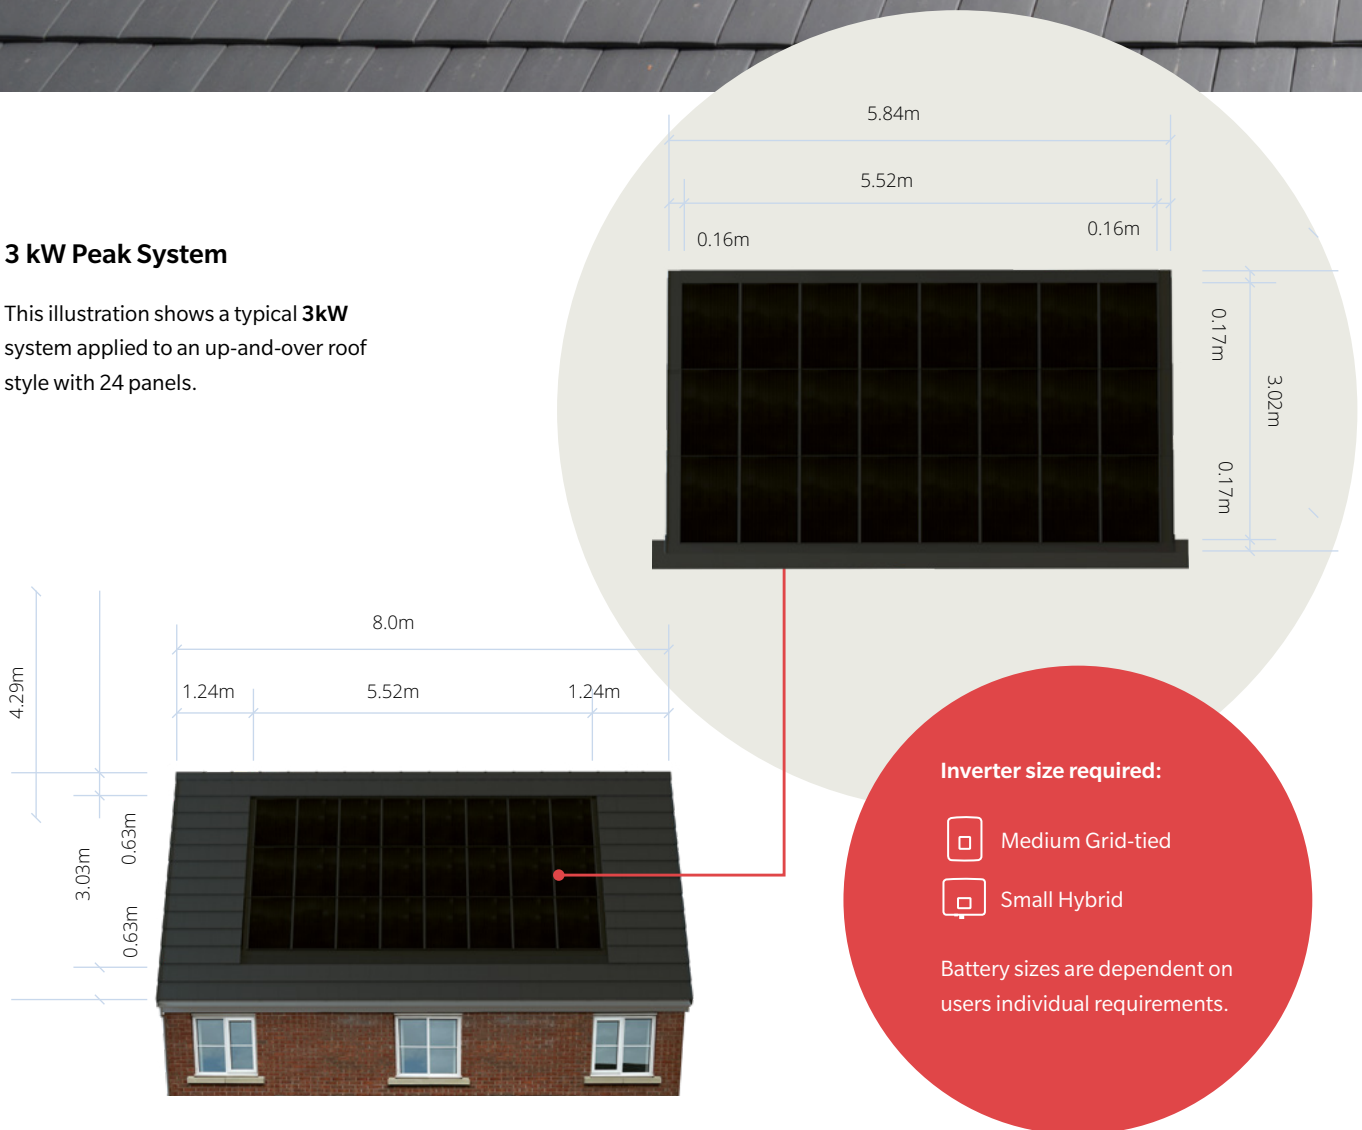 5.84m
5.52m
0.16m
0.16m
3 kW Peak System
This illustration shows a typical 3kW
system applied to an up-and-over roof
style with 24 panels.
0.17m
3.02m
0.17m
8.0m
1.24m
5.52m
1.24m
4.29m
0.63m
3.03m
0.63m
Inverter size required:
Medium Grid-tied
Small Hybrid
Battery sizes are dependent on
users individual requirements.